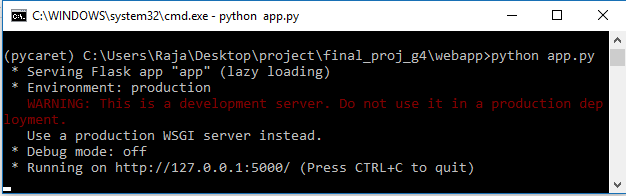 C:\WINDOWS\system32\cmd.exe - python  app.py
(pycaret) C:\Users\Raja\Desktop\project\final_proj_g4\webapp>python app.py
 * Serving Flask app "app" (lazy loading)
 * Environment: production
   WARNING: This is a development server. Do not use it in a production dep
loyment.
   Use a production WSGI server instead.
 * Debug mode: off
 * Running on http://127.0.0.1:5000/ (Press CTRL+C to quit)